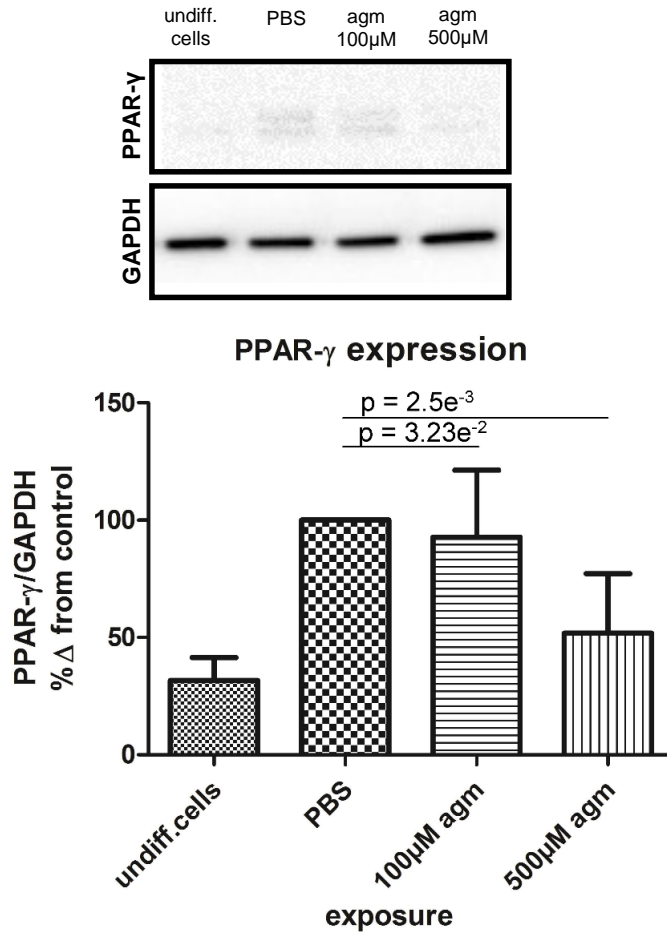 undiff. cells
PBS
agm 100µM
agm 500µM
PPAR-γ
GAPDH
PPAR-γ expression
PPAR-γ/GAPDH
% Δ from control
150
100
50
0
p = 2.5e⁻³
p = 3.23e⁻²
undiff.cells
PBS
100µM agm
500µM agm
exposure